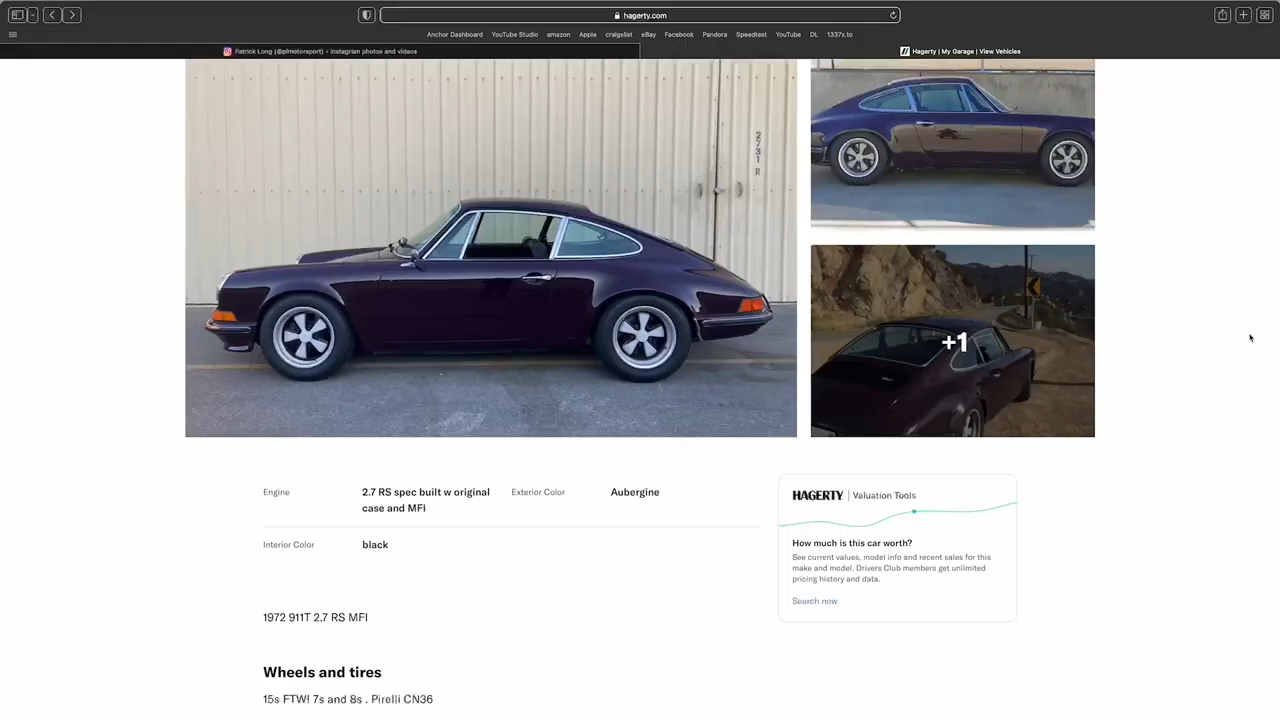 hagerty.com
Anchor Dashboard YouTube Studio amazon Apple craigslist eBay Facebook Pandora Speedtest YouTube DL 1337x.to
Patrick Long (@plmotorsport) • Instagram photos and videos
Hagerty | My Garage | View Vehicles
2731 R
+1
Engine
2.7 RS spec built w original
case and MFI
Exterior Color
Aubergine
Interior Color
black
1972 911T 2.7 RS MFI
Wheels and tires
15s FTW! 7s and 8s . Pirelli CN36
HAGERTY | Valuation Tools
How much is this car worth?
See current values, model info and recent sales for this
make and model. Drivers Club members get unlimited
pricing history and data.
Search now